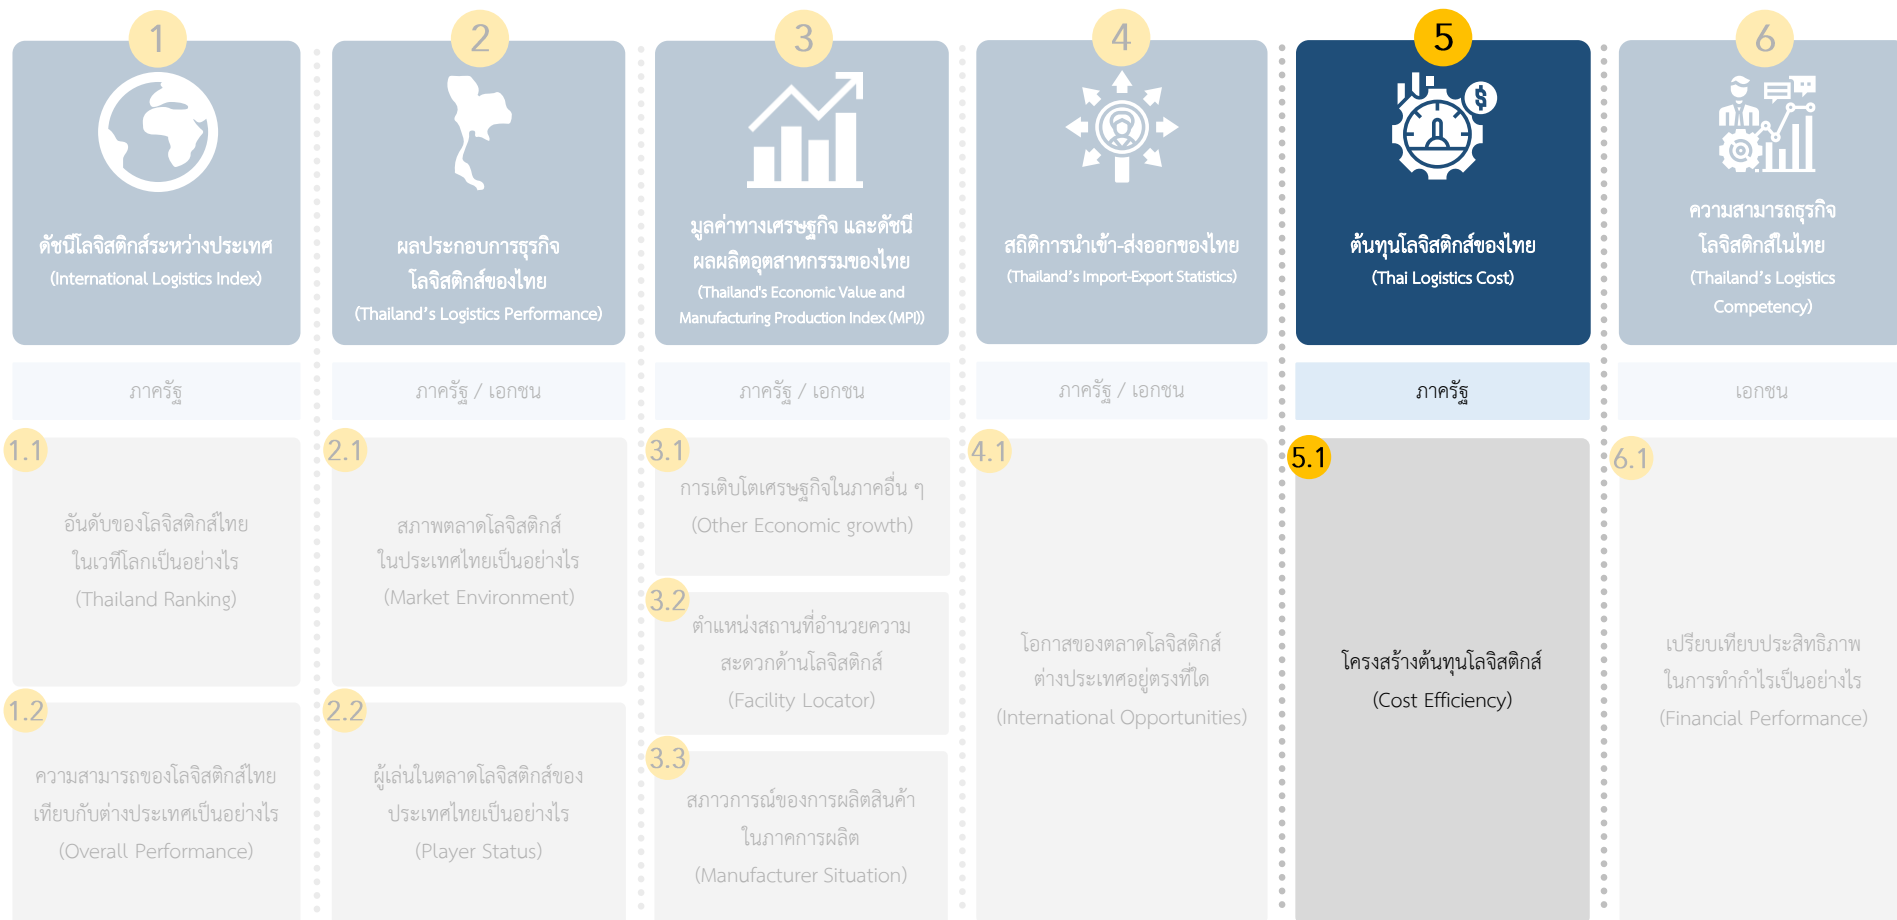 1
ดัชนีโลจิสติกส์ระหว่างประเทศ
(International Logistics Index)
ภาครัฐ
1.1
อันดับของโลจิสติกส์ไทย
ในเวทีโลกเป็นอย่างไร
(Thailand Ranking)
1.2
ความสามารถของโลจิสติกส์ไทย
เทียบกับต่างประเทศเป็นอย่างไร
(Overall Performance)
2
ผลประกอบการธุรกิจ
โลจิสติกส์ของไทย
(Thailand's Logistics Performance)
ภาครัฐ / เอกชน
2.1
สภาพตลาดโลจิสติกส์
ในประเทศไทยเป็นอย่างไร
(Market Environment)
2.2
ผู้เล่นในตลาดโลจิสติกส์ของ
ประเทศไทยเป็นอย่างไร
(Player Status)
3
มูลค่าทางเศรษฐกิจ และดัชนี
ผลผลิตอุตสาหกรรมของไทย
(Thailand's Economic Value and
Manufacturing Production Index (MPI))
ภาครัฐ / เอกชน
3.1
การเติบโตเศรษฐกิจในภาคอื่น ๆ
(Other Economic growth)
3.2
ตำแหน่งสถานที่อำนวยความ
สะดวกด้านโลจิสติกส์
(Facility Locator)
3.3
สภาวการณ์ของการผลิตสินค้า
ในภาคการผลิต
(Manufacturer Situation)
4
สถิติการนำเข้า-ส่งออกของไทย
(Thailand's Import-Export Statistics)
ภาครัฐ / เอกชน
4.1
โอกาสของตลาดโลจิสติกส์
ต่างประเทศอยู่ตรงที่ใด
(International Opportunities)
5
$
ต้นทุนโลจิสติกส์ของไทย
(Thai Logistics Cost)
ภาครัฐ
5.1
โครงสร้างต้นทุนโลจิสติกส์
(Cost Efficiency)
6
ความสามารถธุรกิจ
โลจิสติกส์ในไทย
(Thailand's Logistics
Competency)
เอกชน
6.1
เปรียบเทียบประสิทธิภาพ
ในการทำกำไรเป็นอย่างไร
(Financial Performance)